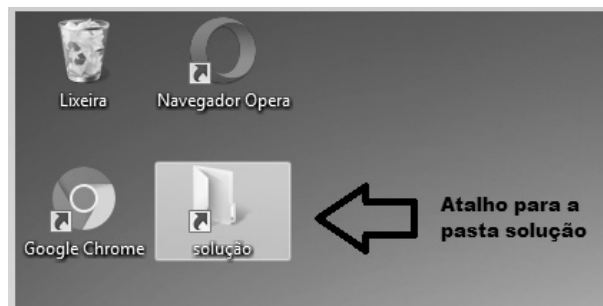 Lixeira
Navegador Opera
Google Chrome
solução
Atalho para a
pasta solução